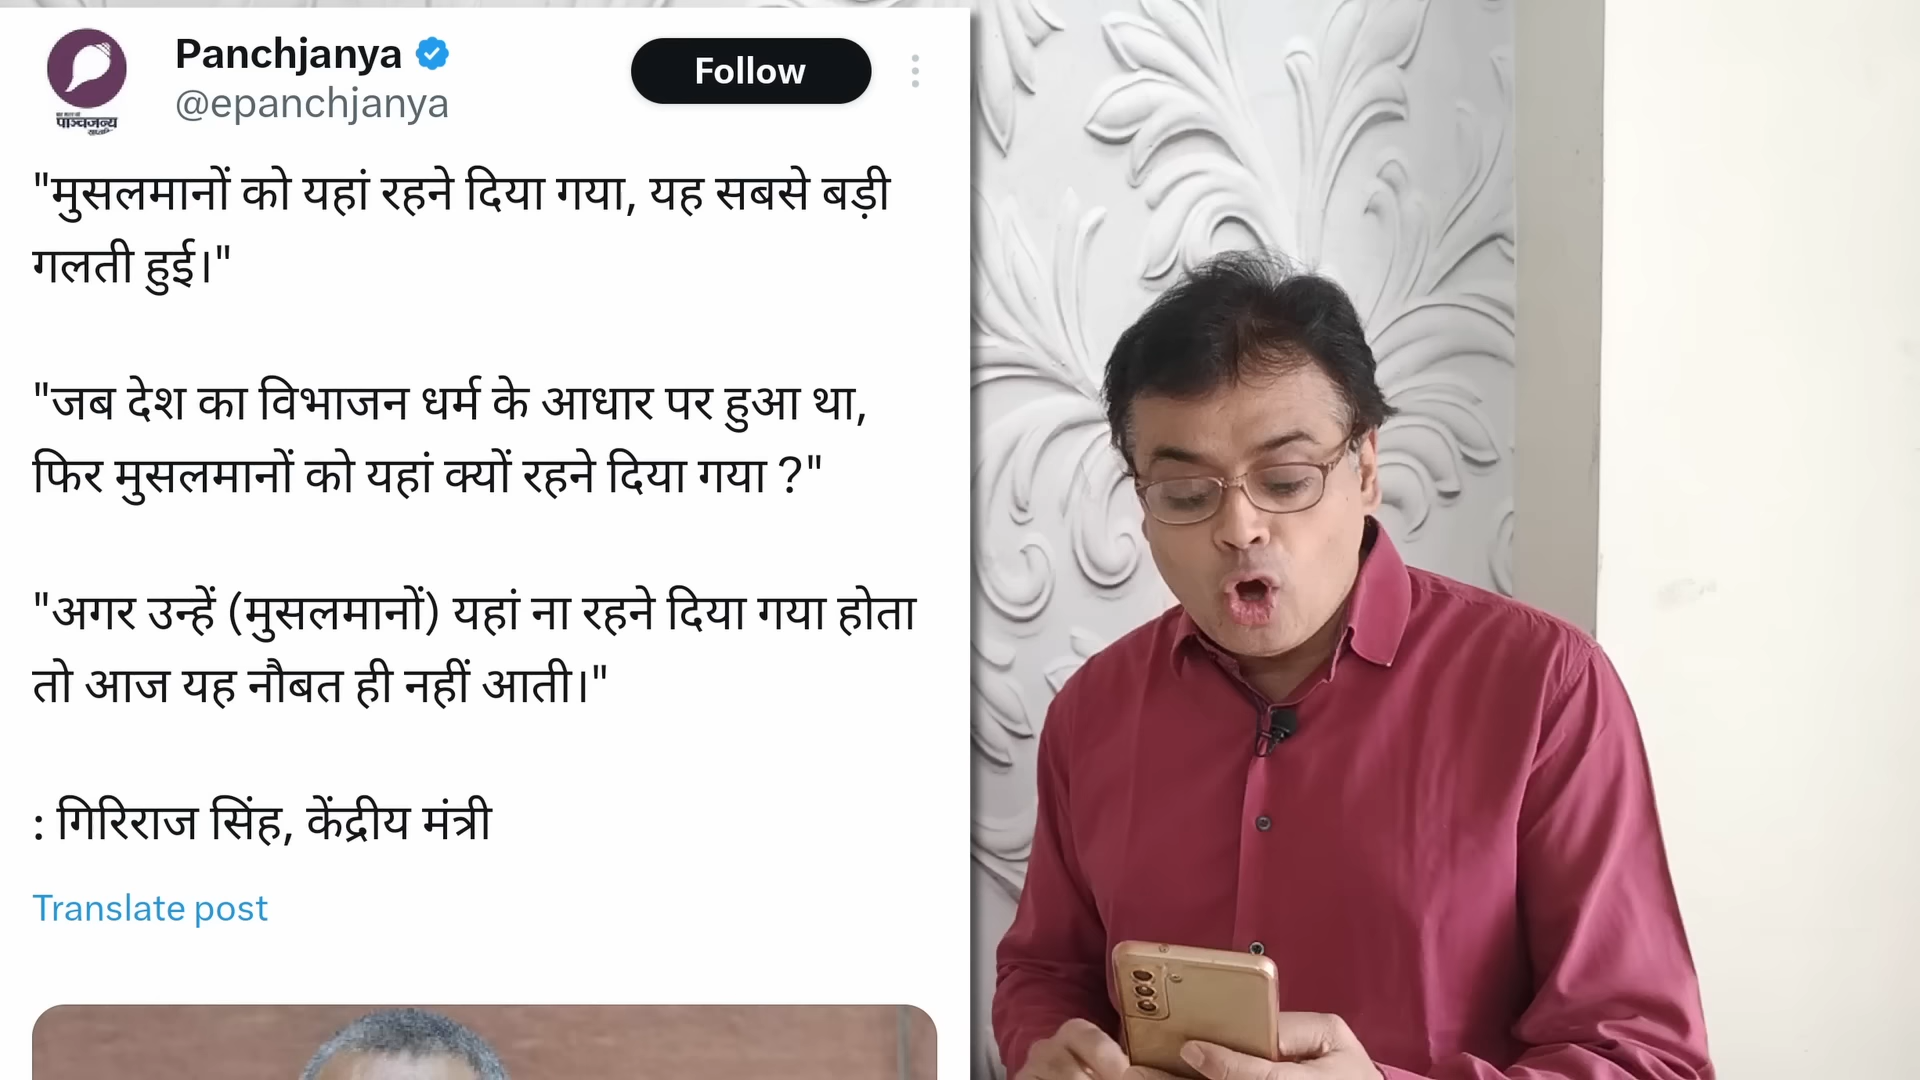 Panchjanya
@epanchjanya
Follow
पाञ्चजन्य
"मुसलमानों को यहां रहने दिया गया, यह सबसे बड़ी
गलती हुई।"
"जब देश का विभाजन धर्म के आधार पर हुआ था,
फिर मुसलमानों को यहां क्यों रहने दिया गया ?"
"अगर उन्हें (मुसलमानों) यहां ना रहने दिया गया होता
तो आज यह नौबत ही नहीं आती।"
: गिरिराज सिंह, केंद्रीय मंत्री
Translate post